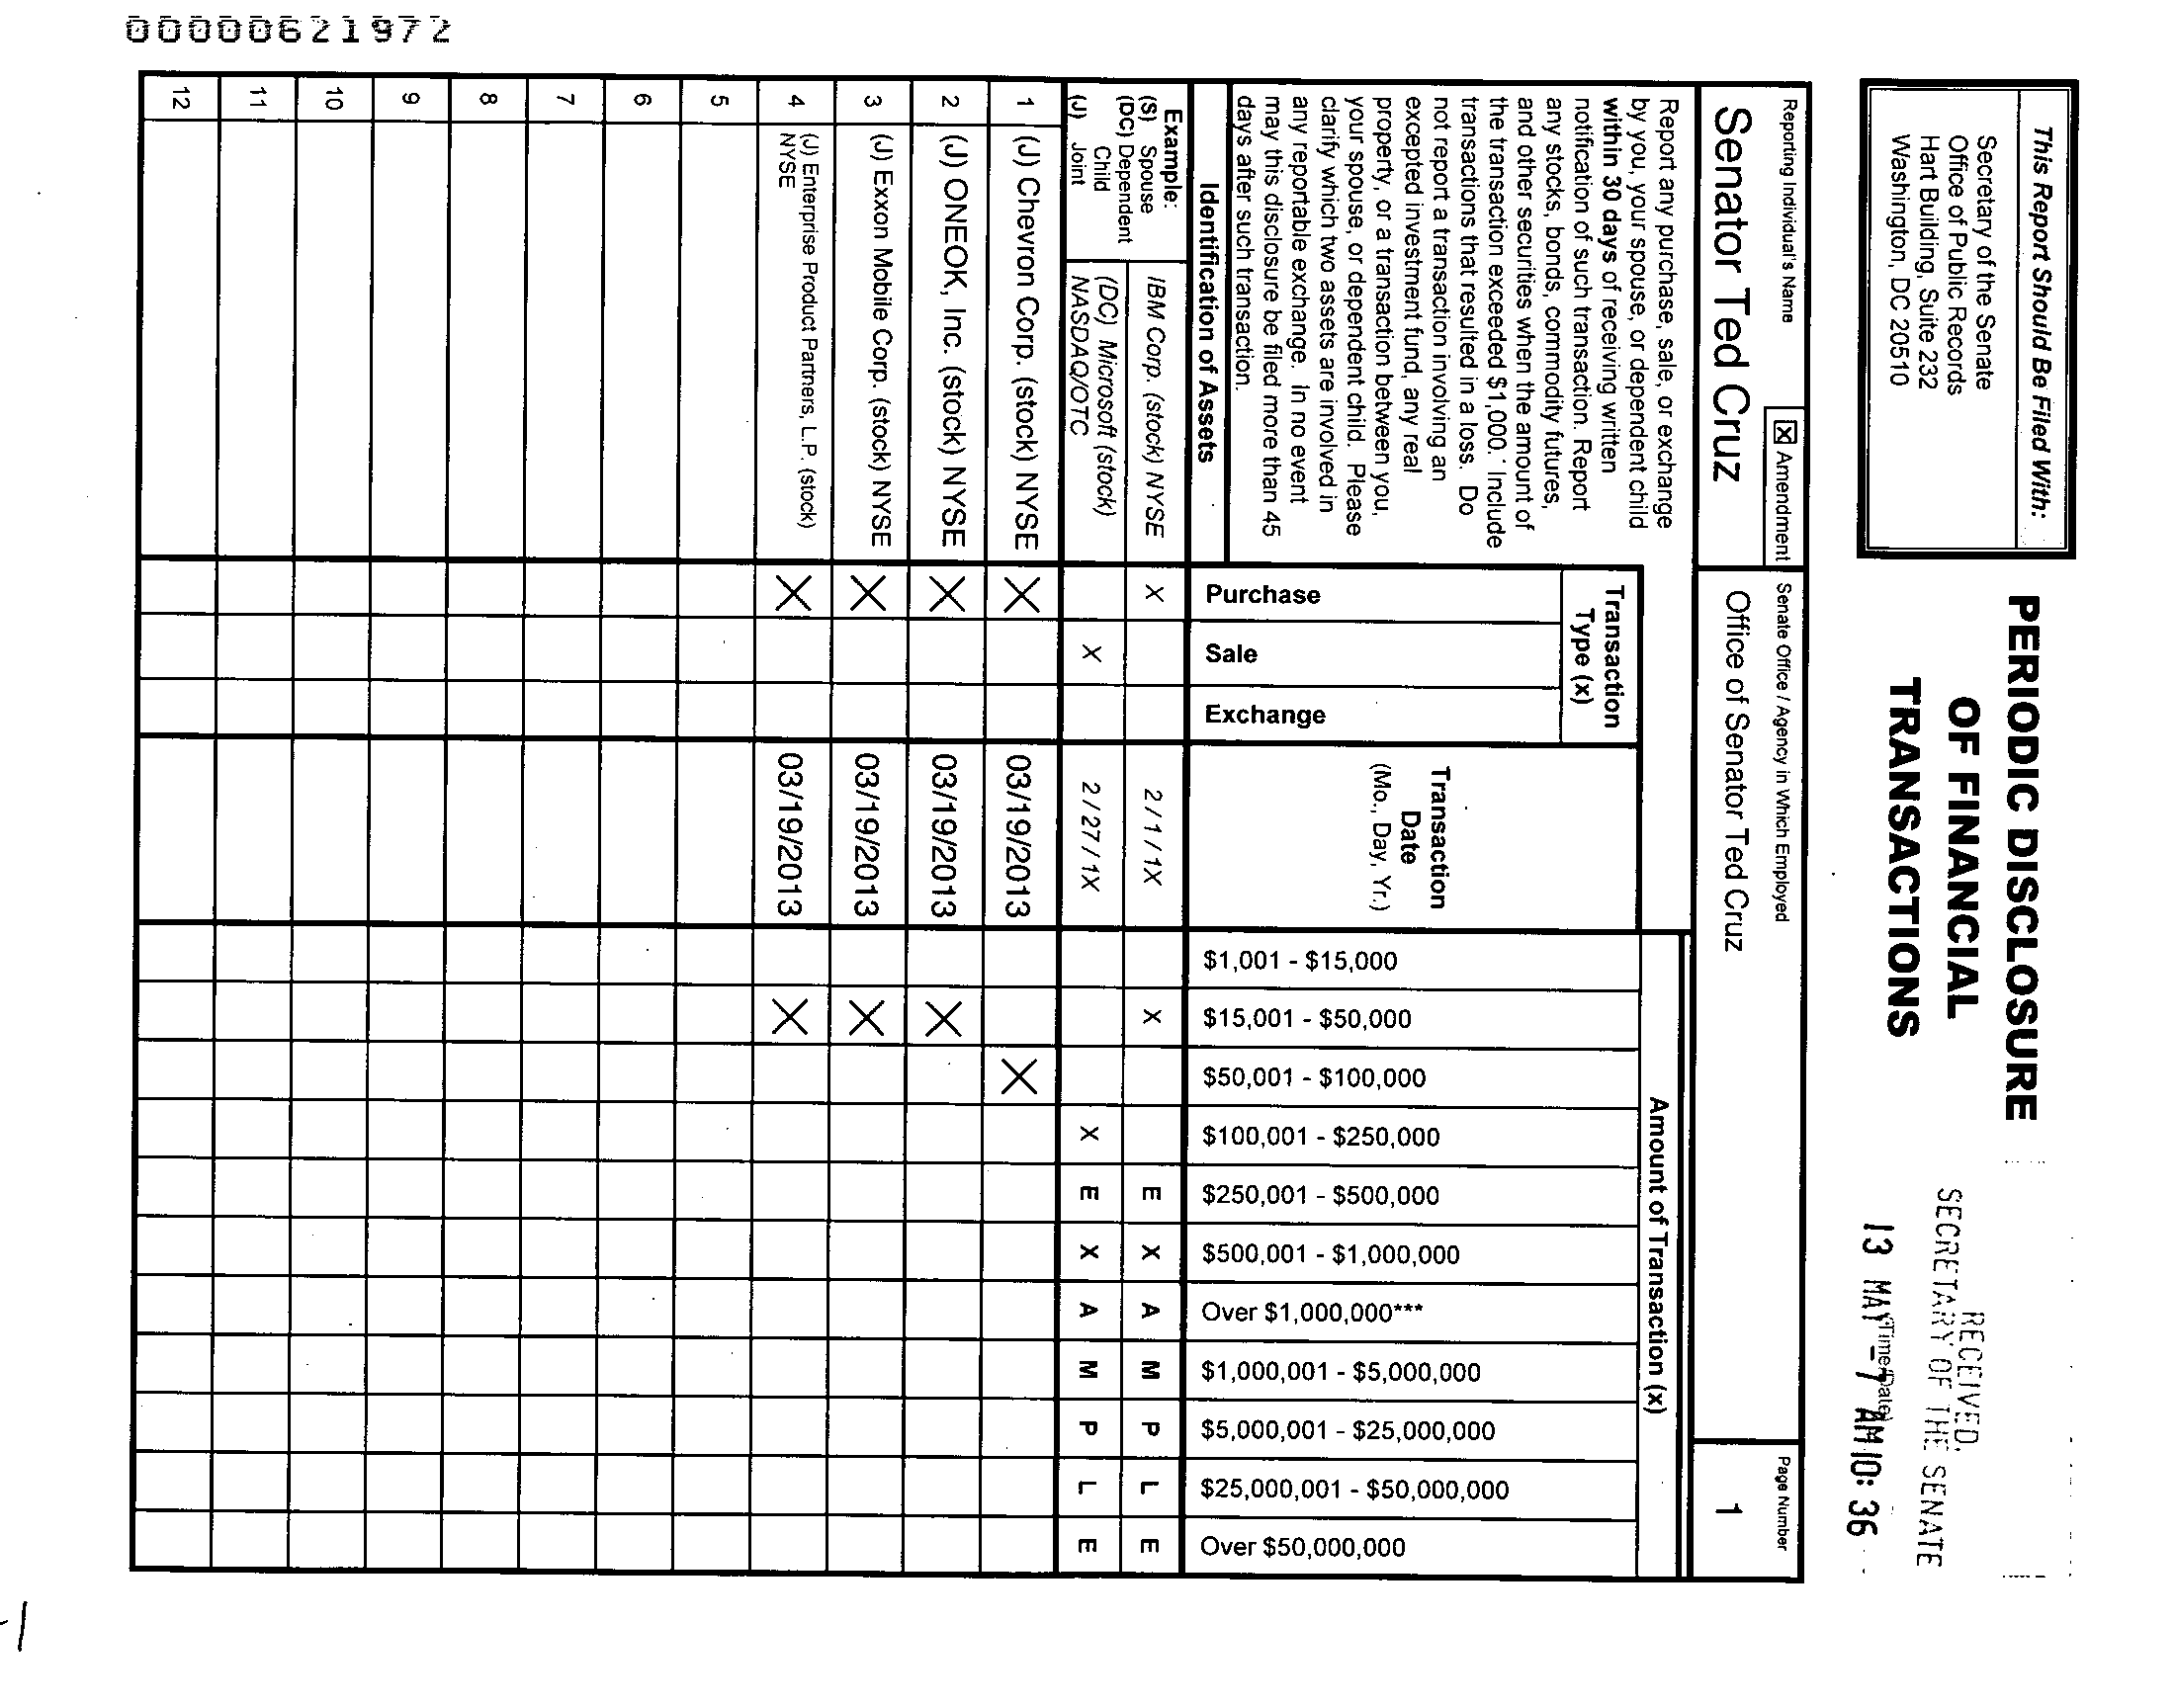 00000621972
This Report Should Be Filed With:
Secretary of the Senate
Office of Public Records
Hart Building, Suite 232
Washington, DC 20510
PERIODIC DISCLOSURE
OF FINANCIAL
TRANSACTIONS
RECEIVED
SECRETARY OF THE SENATE
(Time/Date)
13 MAY -7 AM 10:36
Reporting Individual's Name
X Amendment
Senate Office / Agency in Which Employed
Page Number
Senator Ted Cruz
Office of Senator Ted Cruz
1
Report any purchase, sale, or exchange
by you, your spouse, or dependent child
within 30 days of receiving written
notification of such transaction. Report
any stocks, bonds, commodity futures,
and other securities when the amount of
the transaction exceeded $1,000. Include
transactions that resulted in a loss. Do
not report a transaction involving an
excepted investment fund, any real
property, or a transaction between you,
your spouse, or dependent child. Please
clarify which two assets are involved in
any reportable exchange. In no event
may this disclosure be filed more than 45
days after such transaction.
Identification of Assets
Transaction
Type (x)
Purchase
Sale
Exchange
Transaction
Date
(Mo., Day, Yr.)
Amount of Transaction (x)
$1,001 - $15,000
$15,001 - $50,000
$50,001 - $100,000
$100,001 - $250,000
$250,001 - $500,000
$500,001 - $1,000,000
Over $1,000,000***
$1,000,001 - $5,000,000
$5,000,001 - $25,000,000
$25,000,001 - $50,000,000
Over $50,000,000
Example:
(S) Spouse
(DC) Dependent
Child
(J) Joint
IBM Corp. (stock) NYSE X 2/1/1X X E X A M P L E
(DC) Microsoft (stock)
NASDAQ/OTC X 2/27/1X X E X A M P L E
1 (J) Chevron Corp. (stock) NYSE X 03/19/2013 X
2 (J) ONEOK, Inc. (stock) NYSE X 03/19/2013 X
3 (J) Exxon Mobile Corp. (stock) NYSE X 03/19/2013 X
4 (J) Enterprise Product Partners, L.P. (stock)
NYSE X 03/19/2013 X
5
6
7
8
9
10
11
12